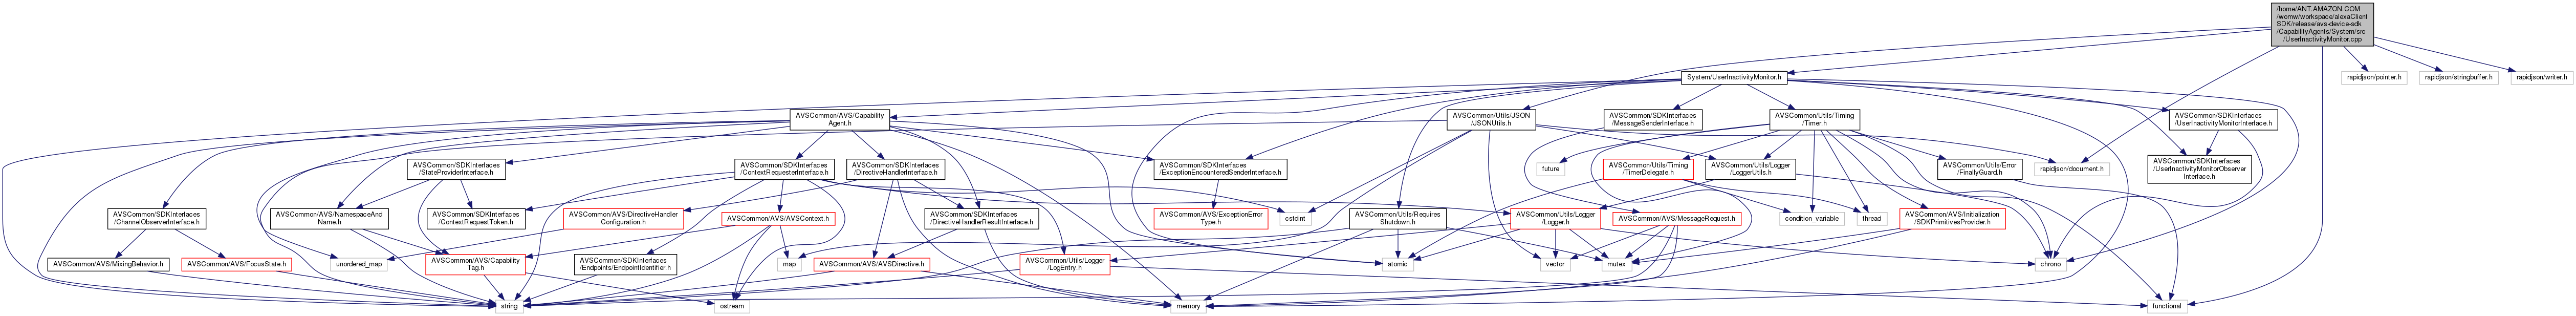 /home/ANT.AMAZON.COM
/womw/workspace/alexaClient
SDK/release/avs-device-sdk
/CapabilityAgents/System/src
/UserInactivityMonitor.cpp
System/UserInactivityMonitor.h
rapidjson/pointer.h
rapidjson/stringbuffer.h
rapidjson/writer.h
AVSCommon/AVS/Capability
Agent.h
AVSCommon/Utils/JSON
/JSONUtils.h
AVSCommon/SDKInterfaces
/MessageSenderInterface.h
AVSCommon/Utils/Timing
/Timer.h
AVSCommon/SDKInterfaces
/UserInactivityMonitorInterface.h
AVSCommon/SDKInterfaces
/StateProviderInterface.h
AVSCommon/SDKInterfaces
/ContextRequesterInterface.h
AVSCommon/SDKInterfaces
/DirectiveHandlerInterface.h
AVSCommon/SDKInterfaces
/ExceptionEncounteredSenderInterface.h
future
AVSCommon/Utils/Timing
/TimerDelegate.h
AVSCommon/Utils/Logger
/LoggerUtils.h
AVSCommon/Utils/Error
/FinallyGuard.h
rapidjson/document.h
AVSCommon/SDKInterfaces
/UserInactivityMonitorObserver
Interface.h
AVSCommon/SDKInterfaces
/ChannelObserverInterface.h
AVSCommon/AVS/NamespaceAnd
Name.h
AVSCommon/SDKInterfaces
/ContextRequestToken.h
AVSCommon/AVS/DirectiveHandler
Configuration.h
AVSCommon/AVS/AVSContext.h
AVSCommon/SDKInterfaces
/DirectiveHandlerResultInterface.h
AVSCommon/AVS/ExceptionError
Type.h
cstdint
AVSCommon/Utils/Requires
Shutdown.h
AVSCommon/Utils/Logger
/Logger.h
AVSCommon/AVS/MessageRequest.h
condition_variable
thread
AVSCommon/AVS/Initialization
/SDKPrimitivesProvider.h
AVSCommon/AVS/MixingBehavior.h
AVSCommon/AVS/FocusState.h
unordered_map
AVSCommon/AVS/Capability
Tag.h
AVSCommon/SDKInterfaces
/Endpoints/EndpointIdentifier.h
map
AVSCommon/AVS/AVSDirective.h
AVSCommon/Utils/Logger
/LogEntry.h
atomic
vector
mutex
chrono
string
ostream
memory
functional